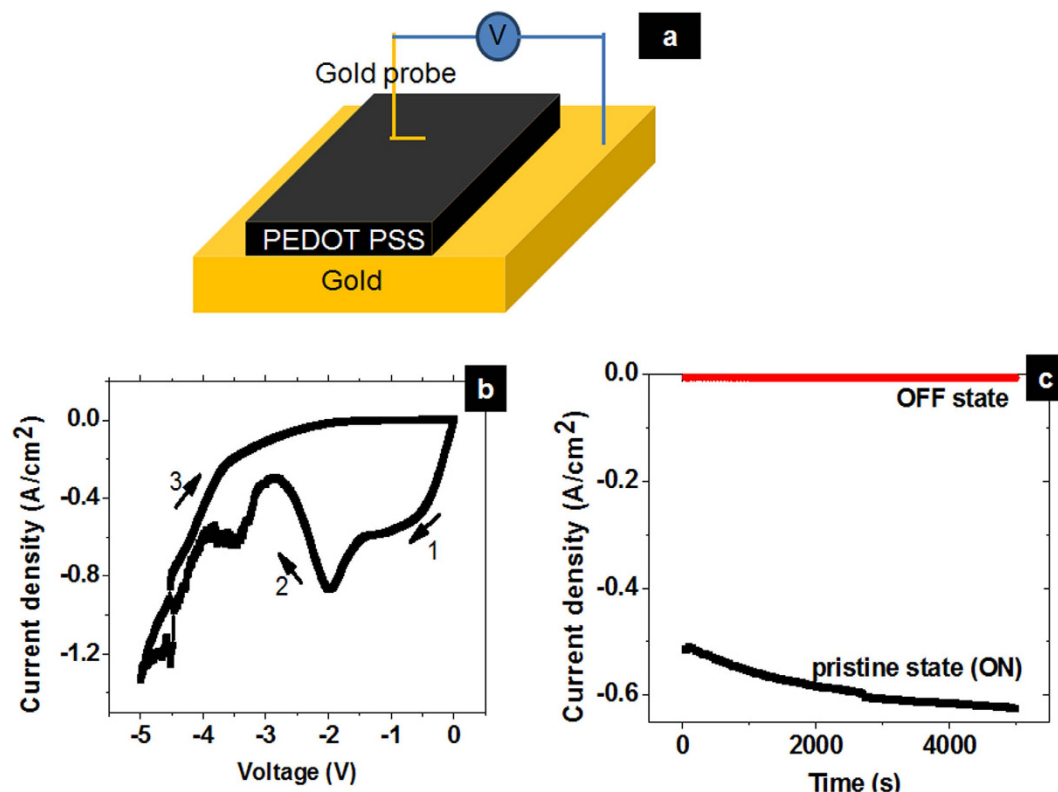 a
V
Gold probe
PEDOT PSS
Gold
b
Current density (A/cm²)
0.0
-0.4
-0.8
-1.2
3
2
1
-5
-4
-3
-2
-1
0
Voltage (V)
c
Current density (A/cm²)
0.0
-0.2
-0.4
-0.6
OFF state
pristine state (ON)
0
2000
4000
Time (s)